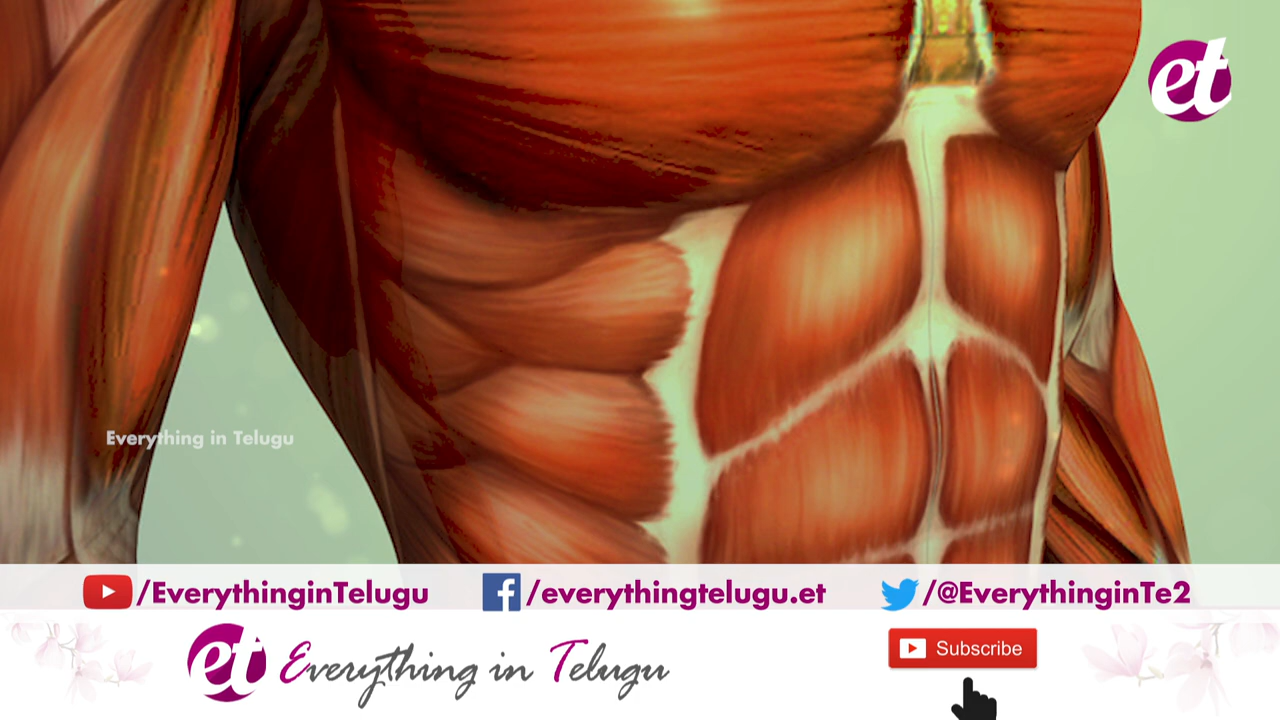 et
Everything in Telugu
/EverythinginTelugu
/everythingtelugu.et
/@EverythinginTe2
et Everything in Telugu
Subscribe